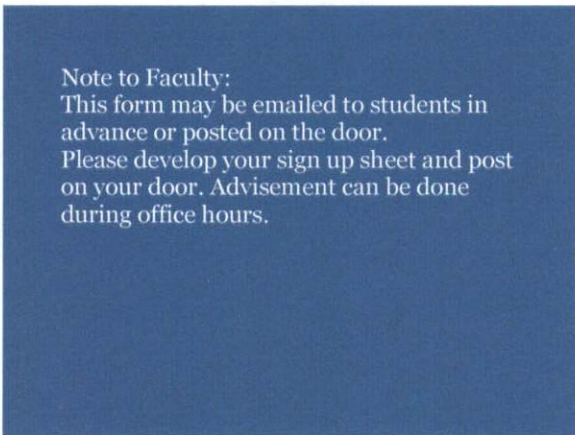 Note to Faculty:
This form may be emailed to students in
advance or posted on the door.
Please develop your sign up sheet and post
on your door. Advisement can be done
during office hours.